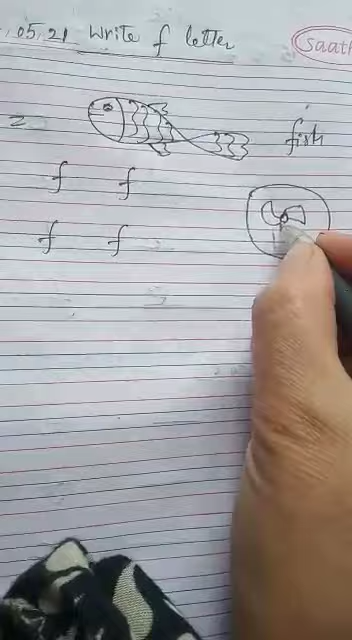 .05.21 Write f letter
Saath
fish
f f
f f